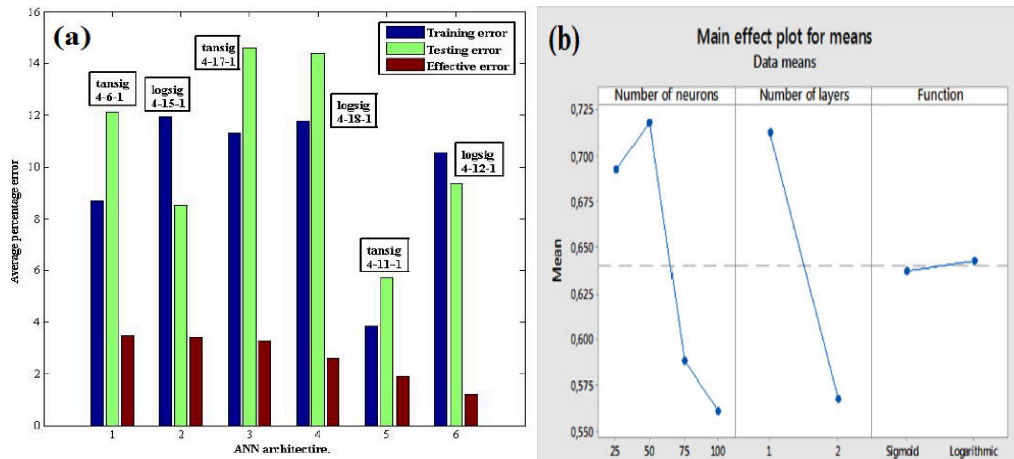 (a)
Training error
Testing error
Effective error
tansig
4-6-1
logsig
4-15-1
tansig
4-17-1
logsig
4-18-1
tansig
4-11-1
logsig
4-12-1
Average percentage error
16
14
12
10
8
6
4
2
0
1 2 3 4 5 6
ANN architectire.
(b)
Main effect plot for means
Data means
Number of neurons Number of layers Function
Mean
0,725
0,700
0,675
0,650
0,625
0,600
0,575
0,550
25 50 75 100 1 2 Sigmoid Logarithmic